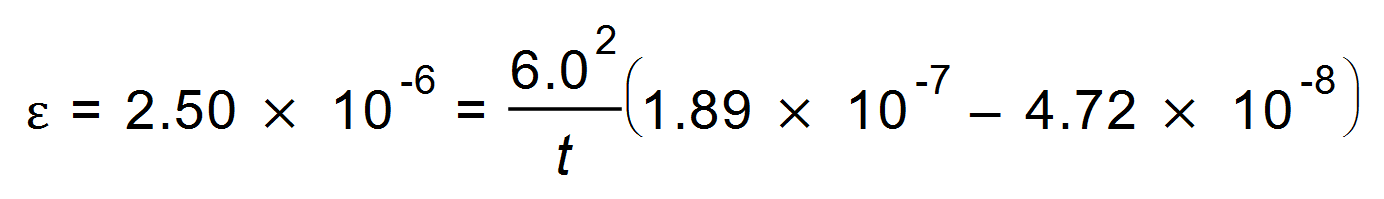 ε = 2.50 × 10^-6 = 6.0^2/t (1.89 × 10^-7 – 4.72 × 10^-8)